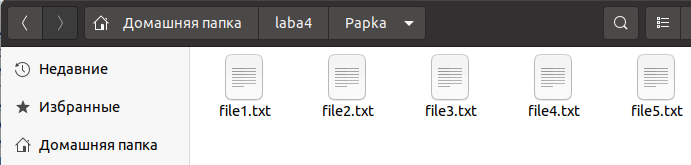 Домашняя папка laba4 Papka
Недавние
Избранные
Домашняя папка
file1.txt file2.txt file3.txt file4.txt file5.txt